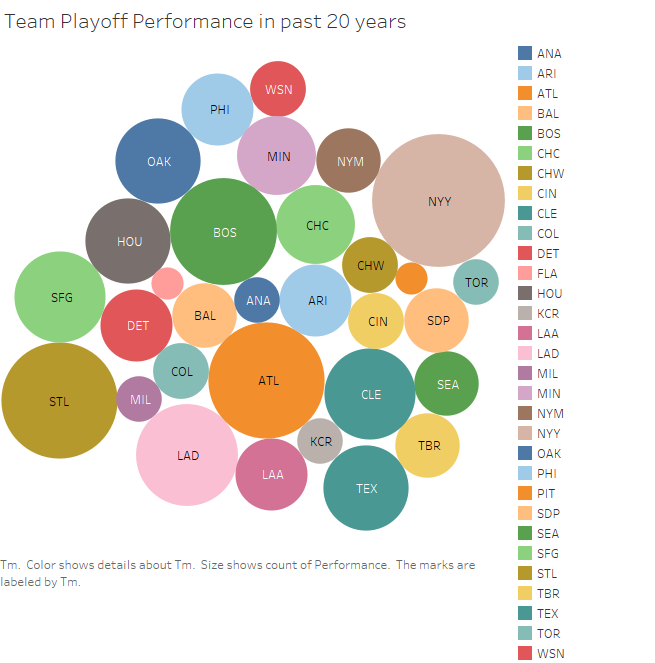 Team Playoff Performance in past 20 years
WSN
PHI
MIN
OAK
NYM
NYY
CHC
BOS
HOU
CHW
TOR
SFG
ANA
ARI
BAL
CIN
SDP
DET
COL
ATL
SEA
CLE
MIL
STL
KCR
TBR
LAD
LAA
TEX
ANA
ARI
ATL
BAL
BOS
CHC
CHW
CIN
CLE
COL
DET
FLA
HOU
KCR
LAA
LAD
MIL
MIN
NYM
NYY
OAK
PHI
PIT
SDP
SEA
SFG
STL
TBR
TEX
TOR
WSN
Tm.  Color shows details about Tm.  Size shows count of Performance.  The marks are
labeled by Tm.